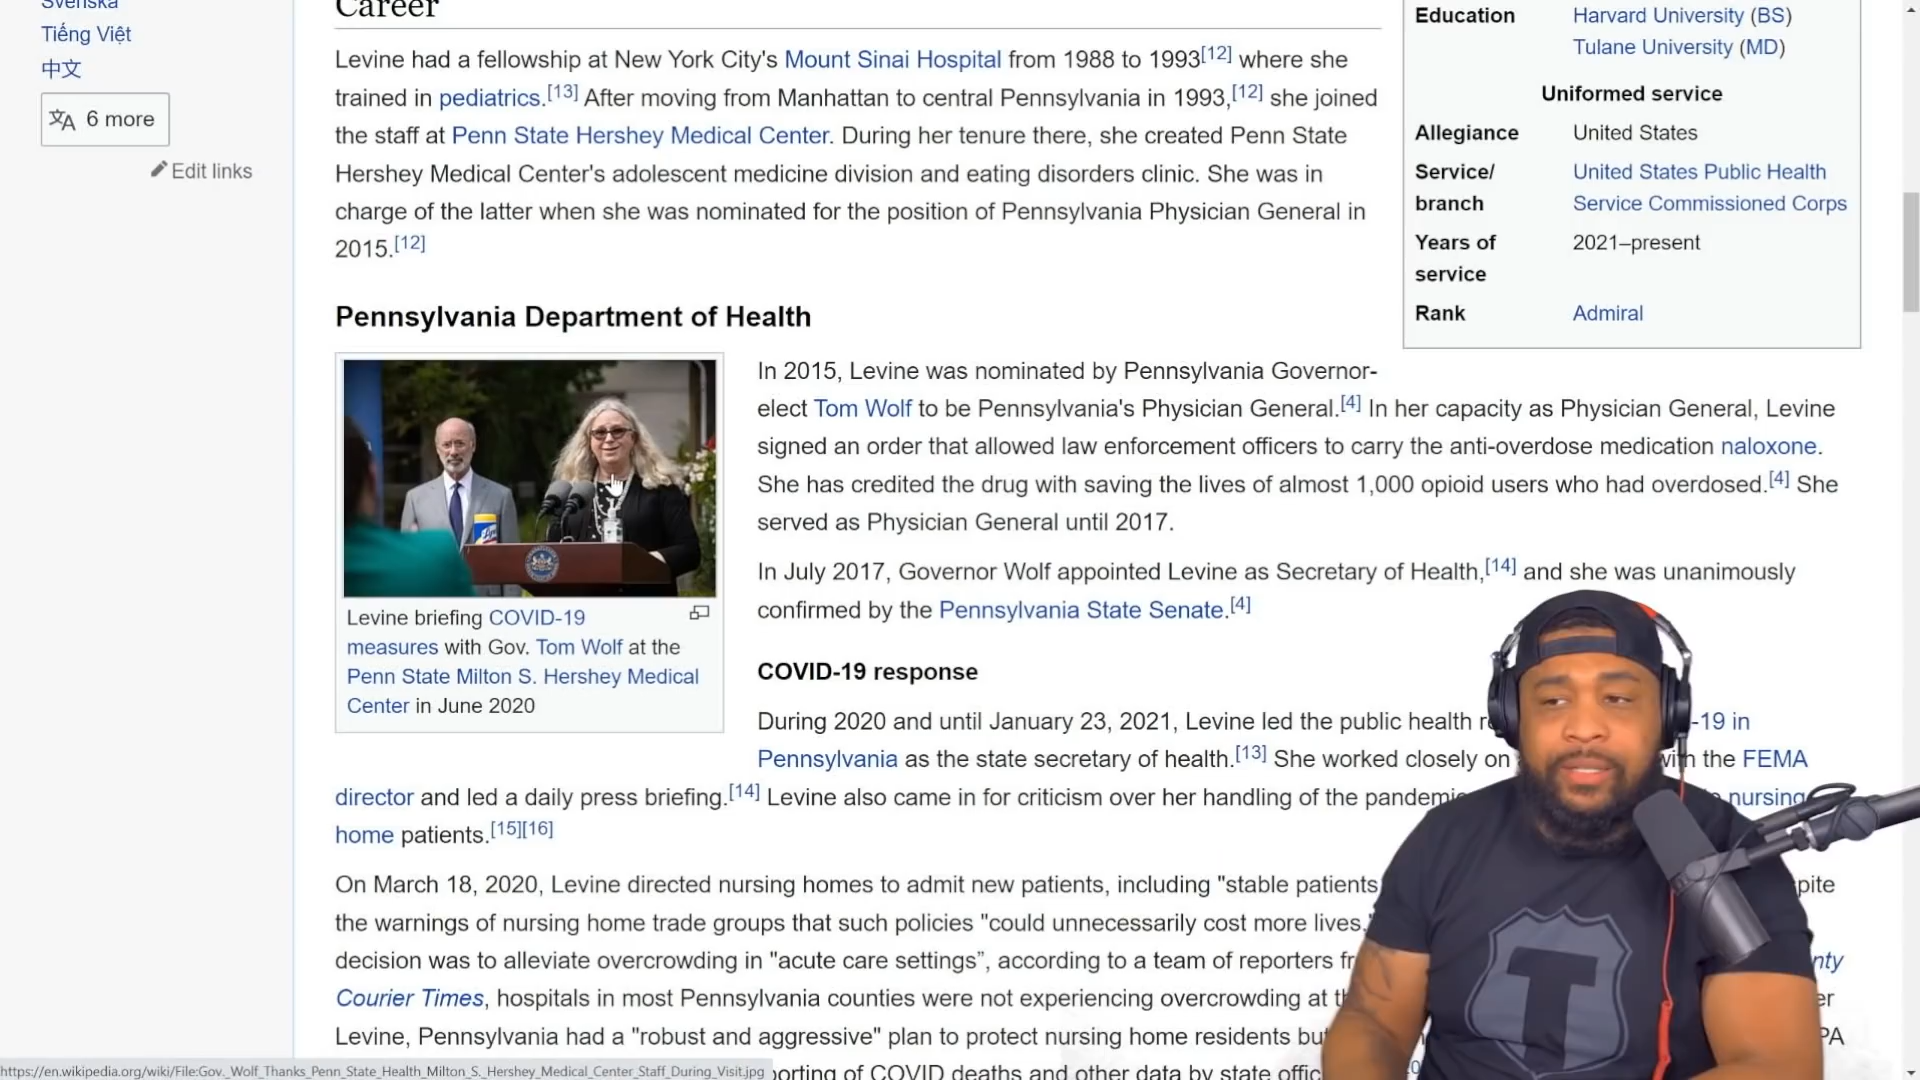 Svenska
Tiếng Việt
中文
6 more
Edit links
Career
Levine had a fellowship at New York City's Mount Sinai Hospital from 1988 to 1993[12] where she
trained in pediatrics.[13] After moving from Manhattan to central Pennsylvania in 1993,[12] she joined
the staff at Penn State Hershey Medical Center. During her tenure there, she created Penn State
Hershey Medical Center's adolescent medicine division and eating disorders clinic. She was in
charge of the latter when she was nominated for the position of Pennsylvania Physician General in
2015.[12]
Education Harvard University (BS)
Tulane University (MD)
Uniformed service
Allegiance United States
Service/ United States Public Health
branch Service Commissioned Corps
Years of 2021–present
service
Rank Admiral
Pennsylvania Department of Health
Levine briefing COVID-19
measures with Gov. Tom Wolf at the
Penn State Milton S. Hershey Medical
Center in June 2020
In 2015, Levine was nominated by Pennsylvania Governor-
elect Tom Wolf to be Pennsylvania's Physician General.[4] In her capacity as Physician General, Levine
signed an order that allowed law enforcement officers to carry the anti-overdose medication naloxone.
She has credited the drug with saving the lives of almost 1,000 opioid users who had overdosed.[4] She
served as Physician General until 2017.
In July 2017, Governor Wolf appointed Levine as Secretary of Health,[14] and she was unanimously
confirmed by the Pennsylvania State Senate.[4]
COVID-19 response
During 2020 and until January 23, 2021, Levine led the public health -19 in
Pennsylvania as the state secretary of health.[13] She worked closely on with the FEMA
director and led a daily press briefing.[14] Levine also came in for criticism over her handling of the nursing
home patients.[15][16]
On March 18, 2020, Levine directed nursing homes to admit new patients, including "stable patients
the warnings of nursing home trade groups that such policies "could unnecessarily cost more lives.
decision was to alleviate overcrowding in "acute care settings", according to a team of reporters
Courier Times, hospitals in most Pennsylvania counties were not experiencing overcrowding at
Levine, Pennsylvania had a "robust and aggressive" plan to protect nursing home residents PA
of COVID deaths and other data by state
https://en.wikipedia.org/wiki/File:Gov._Wolf_Thanks_Penn_State_Health_Milton_S._Hershey_Medical_Center_Staff_During_Visit.jpg
T